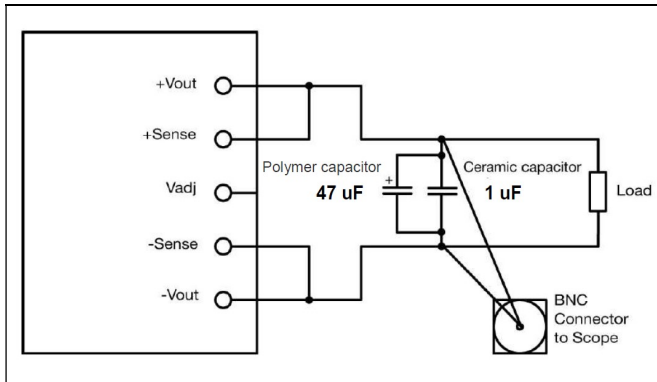 +Vout
+Sense
Vadj
-Sense
-Vout
Polymer capacitor
47 uF
+
Ceramic capacitor
1 uF
Load
BNC
Connector
to Scope